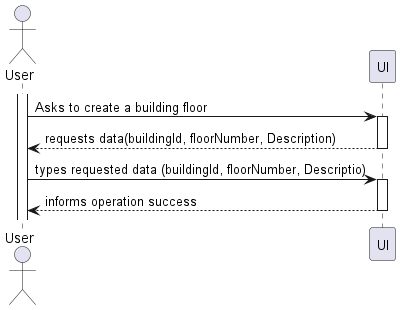 User
UI
Asks to create a building floor
requests data(buildingId, floorNumber, Description)
types requested data (buildingId, floorNumber, Descriptio)
informs operation success
User
UI